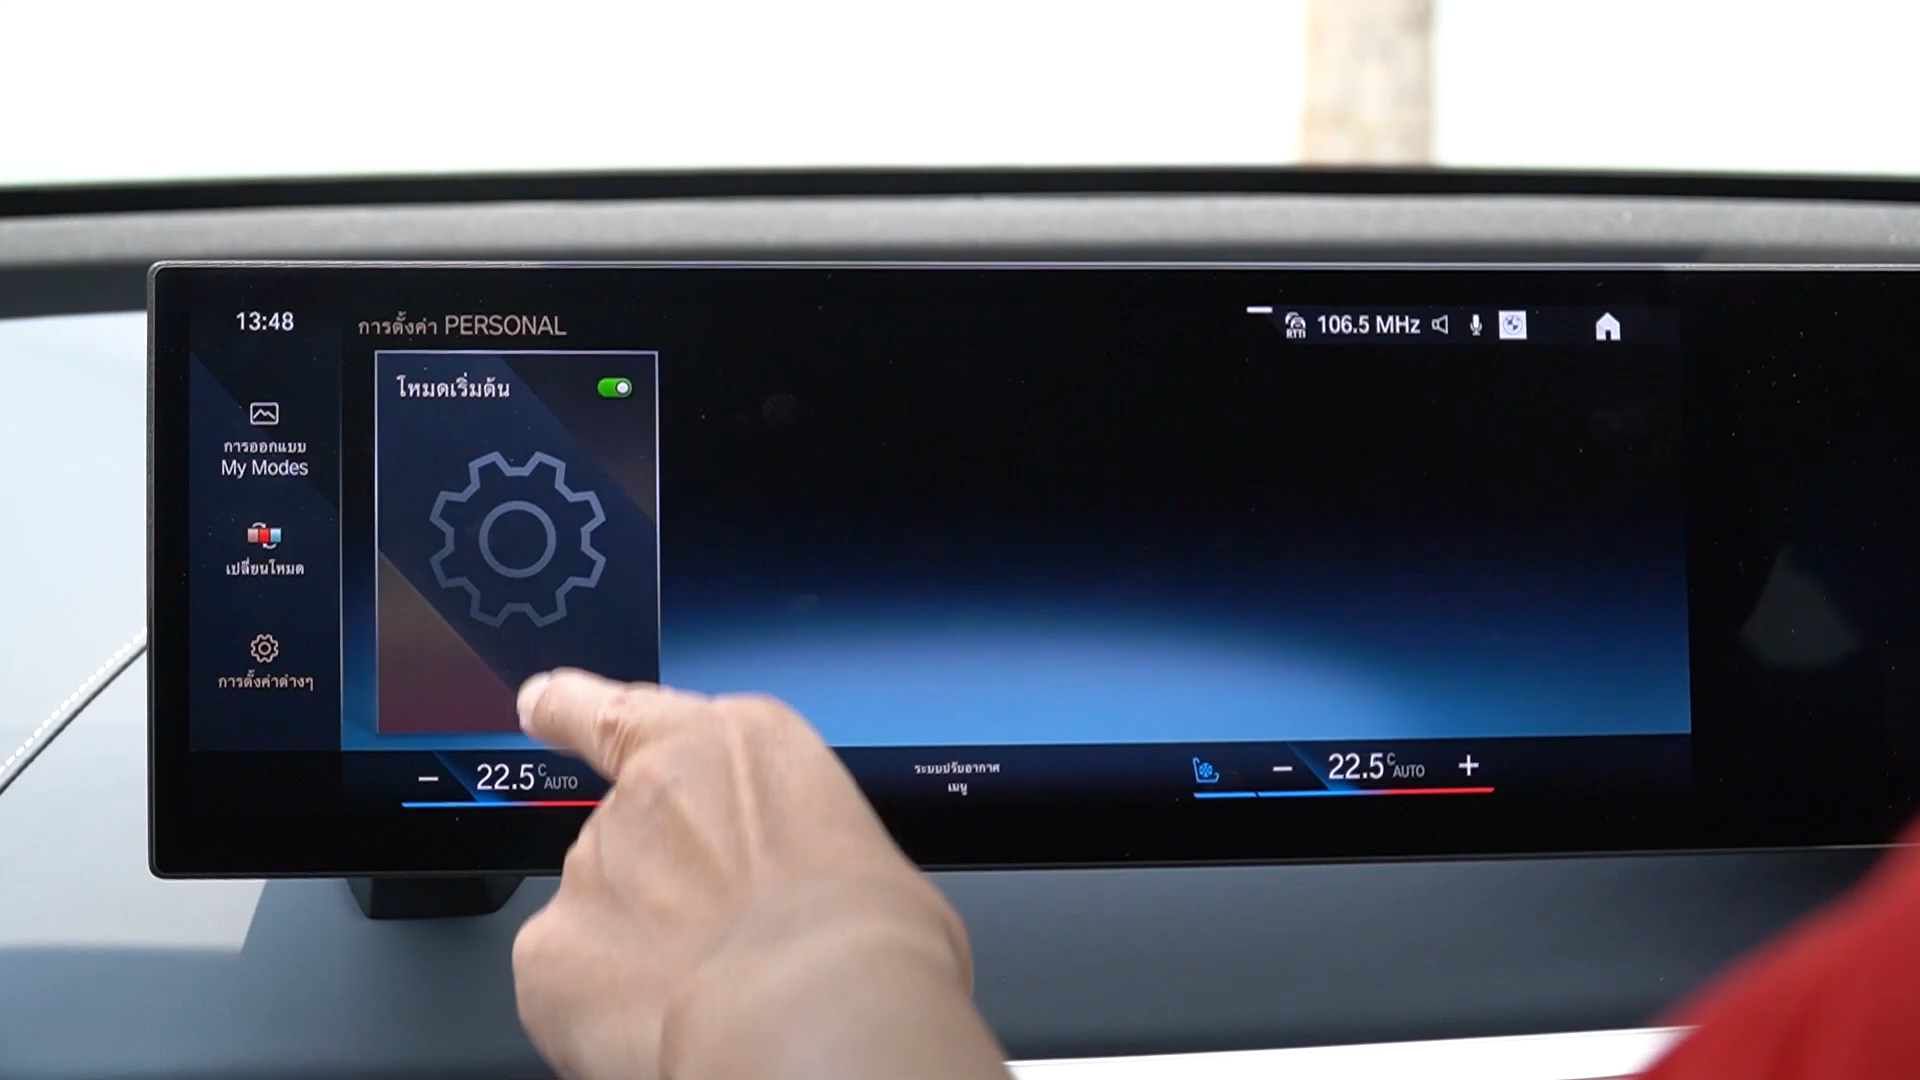 13:48
การตั้งค่า PERSONAL
RTTI 106.5 MHz
โหมดเริ่มต้น
การออกแบบ
My Modes
เปลี่ยนโหมด
การตั้งค่าต่างๆ
− 22.5 °C AUTO
ระบบปรับอากาศ
เมนู
− 22.5 °C AUTO +